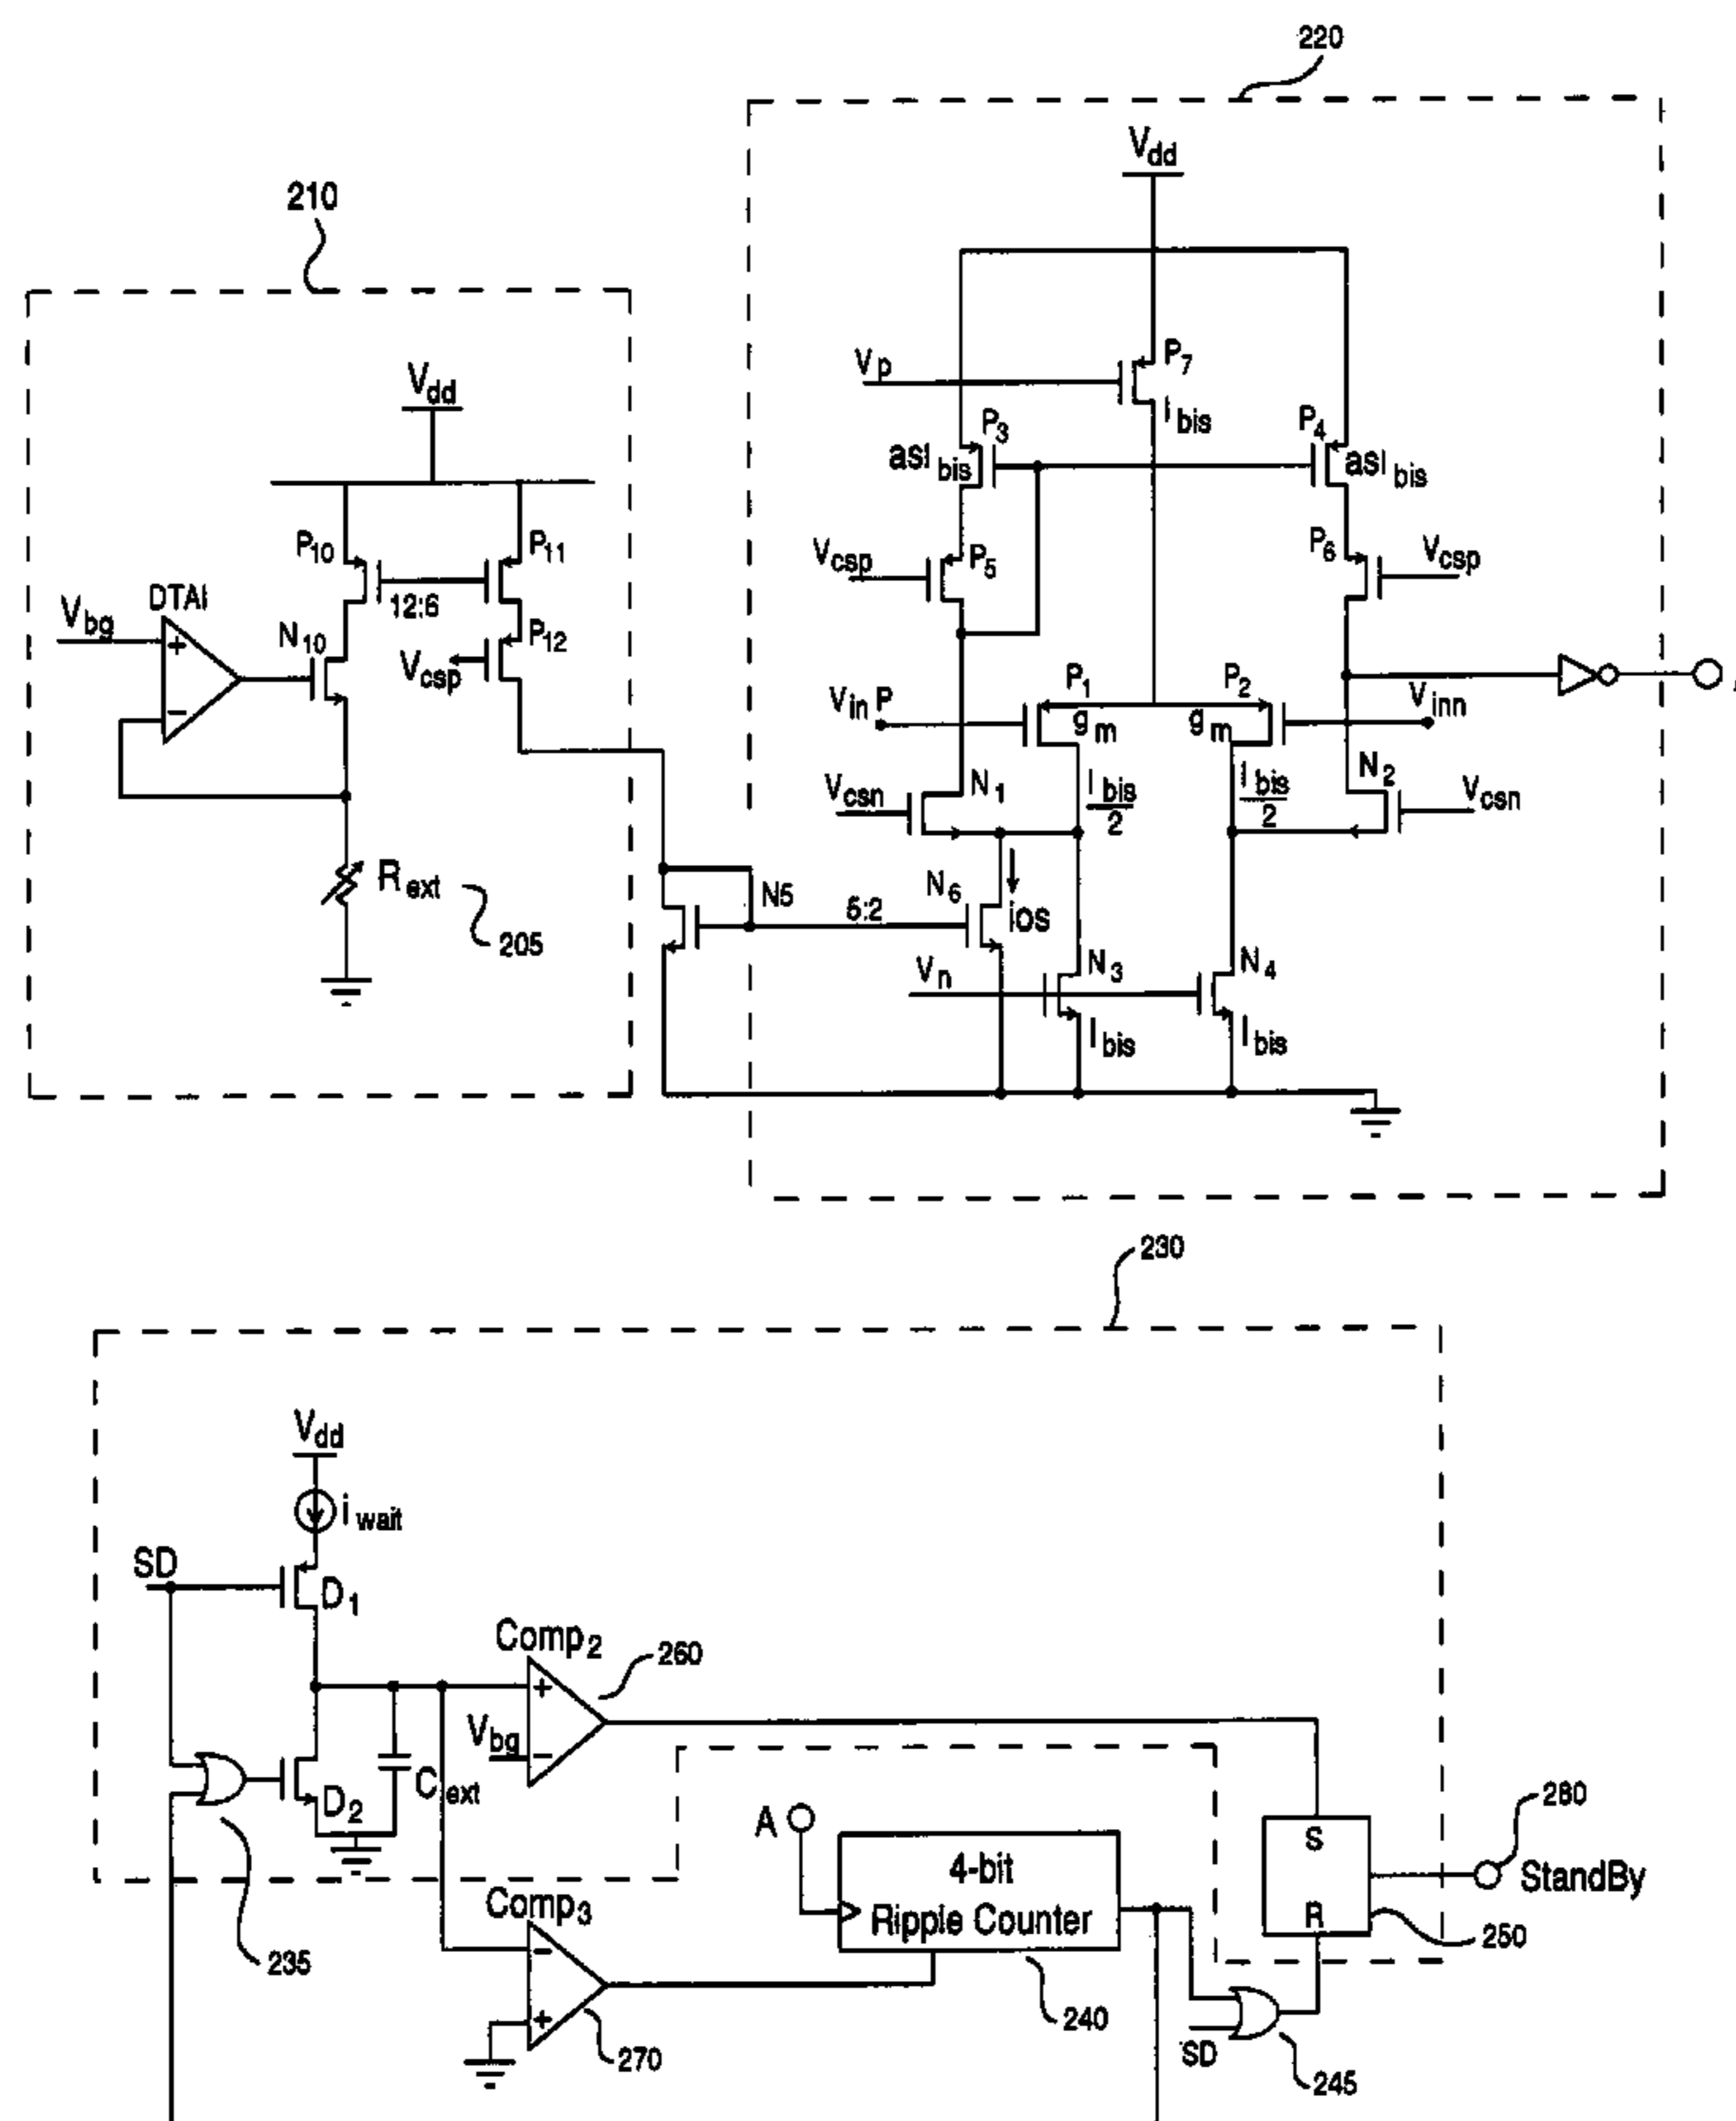 220
210
Vdd
Vdd
Vp
P7
Ibis
P3
asIbis
P4
asIbis
P10
P11
12:6
DTAI
Vbg
+
−
N10
P12
Vcsp
Vcsp
P5
P6
Vcsp
Vin P
P1
gm
P2
gm
Vinn
Vcsn
N1
Ibis/2
Ibis/2
N2
Vcsn
Rext
205
N5
5:2
N6
ios
Vn
N3
N4
Ibis
Ibis
230
Vdd
iwait
SD
D1
Comp2
260
+
Vbg
−
D2
Cext
235
A
4-bit
Ripple Counter
240
S
R
280
StandBy
250
Comp3
−
+
270
SD
245